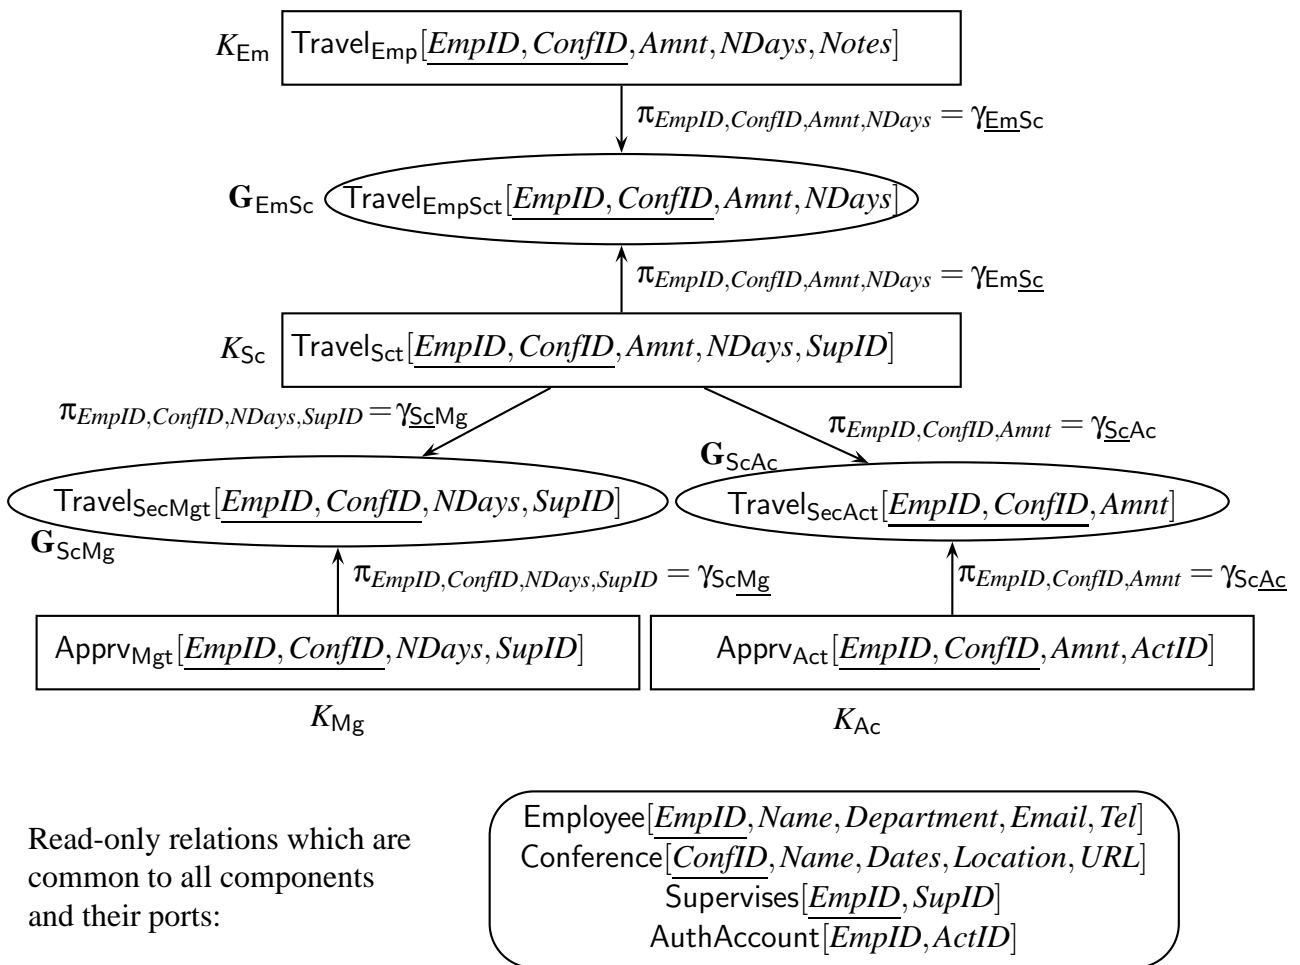 K_Em Travel_Emp[EmpID, ConfID, Amnt, NDays, Notes]
π_EmpID,ConfID,Amnt,NDays = γ_EmSc
G_EmSc Travel_EmpSct[EmpID, ConfID, Amnt, NDays]
π_EmpID,ConfID,Amnt,NDays = γ_EmSc
K_Sc Travel_Sct[EmpID, ConfID, Amnt, NDays, SupID]
π_EmpID,ConfID,NDays,SupID = γ_ScMg
π_EmpID,ConfID,Amnt = γ_ScAc
G_ScAc
Travel_SecMgt[EmpID, ConfID, NDays, SupID]
Travel_SecAct[EmpID, ConfID, Amnt]
G_ScMg
π_EmpID,ConfID,NDays,SupID = γ_ScMg
π_EmpID,ConfID,Amnt = γ_ScAc
Apprv_Mgt[EmpID, ConfID, NDays, SupID]
Apprv_Act[EmpID, ConfID, Amnt, ActID]
K_Mg
K_Ac
Read-only relations which are
common to all components
and their ports:
Employee[EmpID, Name, Department, Email, Tel]
Conference[ConfID, Name, Dates, Location, URL]
Supervises[EmpID, SupID]
AuthAccount[EmpID, ActID]